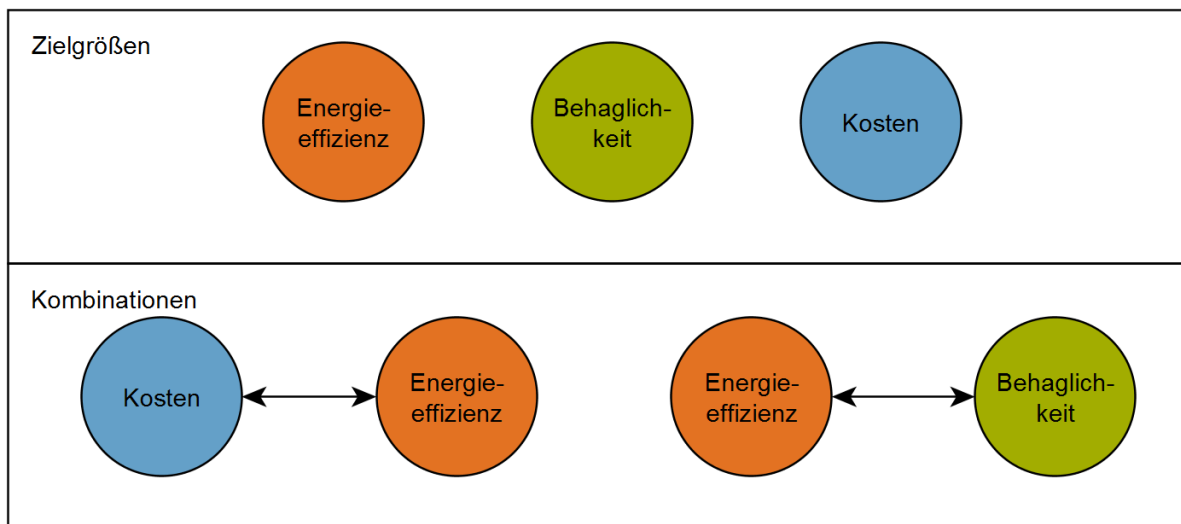 Zielgrößen
Energie-
effizienz
Behaglich-
keit
Kosten
Kombinationen
Kosten
Energie-
effizienz
Energie-
effizienz
Behaglich-
keit